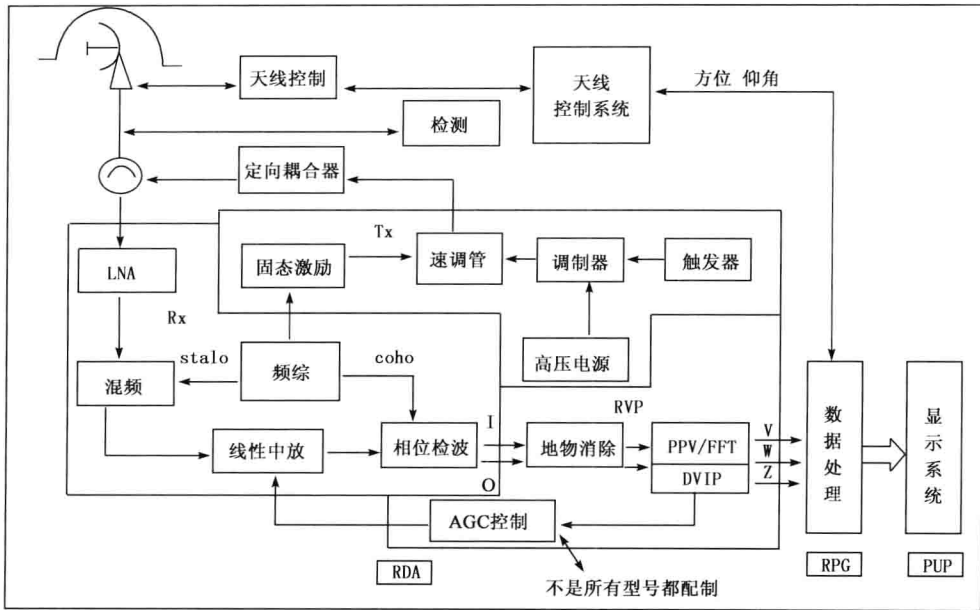 天线控制
天线
控制系统
方位 仰角
检测
定向耦合器
Tx
LNA
固态激励
速调管
调制器
触发器
Rx
stalo
频综
coho
高压电源
混频
RVP
线性中放
相位检波
I
O
地物消除
PPV/FFT
DVIP
V
W
Z
数据处理
显示系统
AGC控制
RDA
RPG
PUP
不是所有型号都配制